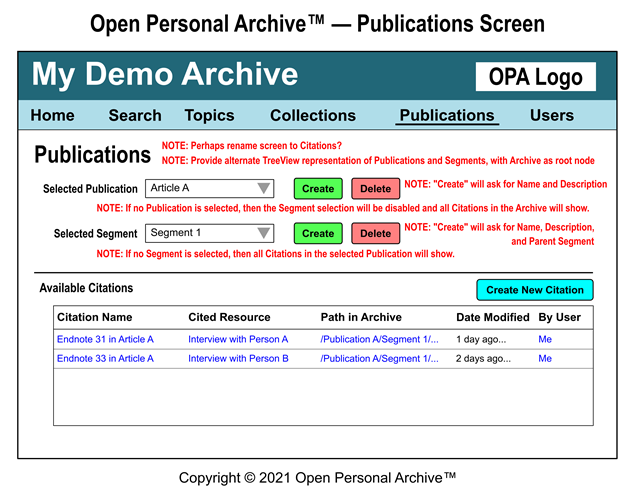 Open Personal Archive™ — Publications Screen
My Demo Archive
OPA Logo
Home Search Topics Collections Publications Users
Publications
NOTE: Perhaps rename screen to Citations?
NOTE: Provide alternate TreeView representation of Publications and Segments, with Archive as root node
Selected Publication Article A Create Delete NOTE: "Create" will ask for Name and Description
NOTE: If no Publication is selected, then the Segment selection will be disabled and all Citations in the Archive will show.
Selected Segment Segment 1 Create Delete NOTE: "Create" will ask for Name, Description,
and Parent Segment
NOTE: If no Segment is selected, then all Citations in the selected Publication will show.
Available Citations Create New Citation
Citation Name Cited Resource Path in Archive Date Modified By User
Endnote 31 in Article A Interview with Person A /Publication A/Segment 1/... 1 day ago... Me
Endnote 33 in Article A Interview with Person B /Publication A/Segment 1/... 2 days ago... Me
Copyright © 2021 Open Personal Archive™